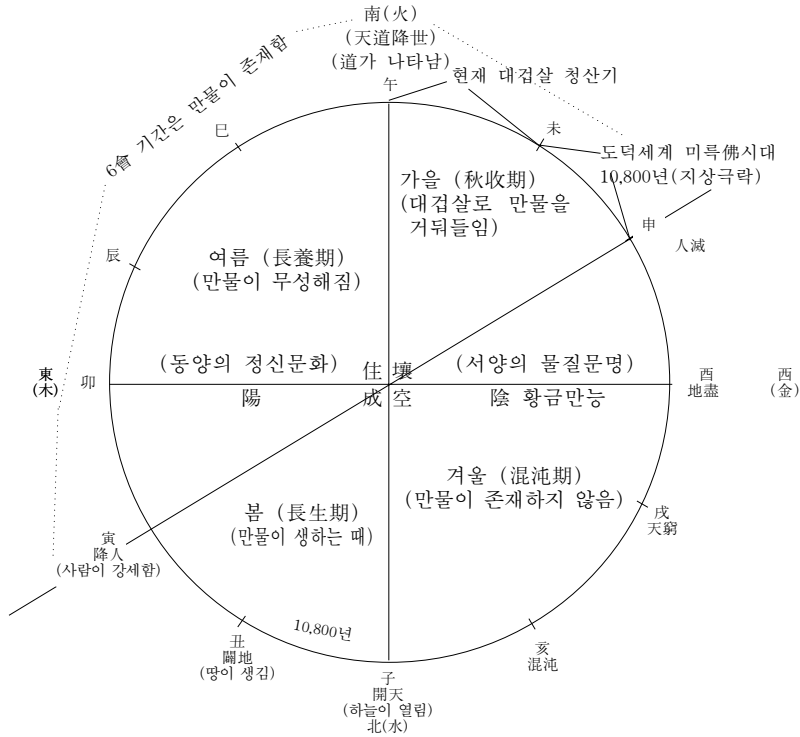 南(火)
(天道降世)
(道가 나타남)
午
현재 대겁살 청산기
6會 기간은 만물이 존재함
巳
未
도덕세계 미륵佛시대
10,800년(지상극락)
가을 (秋收期)
(대겁살로 만물을
거둬들임)
申
人滅
辰
여름 (長養期)
(만물이 무성해짐)
(동양의 정신문화)
住 壞
(서양의 물질문명)
東
(木)
卯
酉
地盡
西
(金)
陽
成 空
陰 황금만능
겨울 (混沌期)
(만물이 존재하지 않음)
봄 (長生期)
(만물이 생하는 때)
戌
天窮
寅
降人
(사람이 강세함)
10,800년
丑
闢地
(땅이 생김)
亥
混沌
子
開天
(하늘이 열림)
北(水)